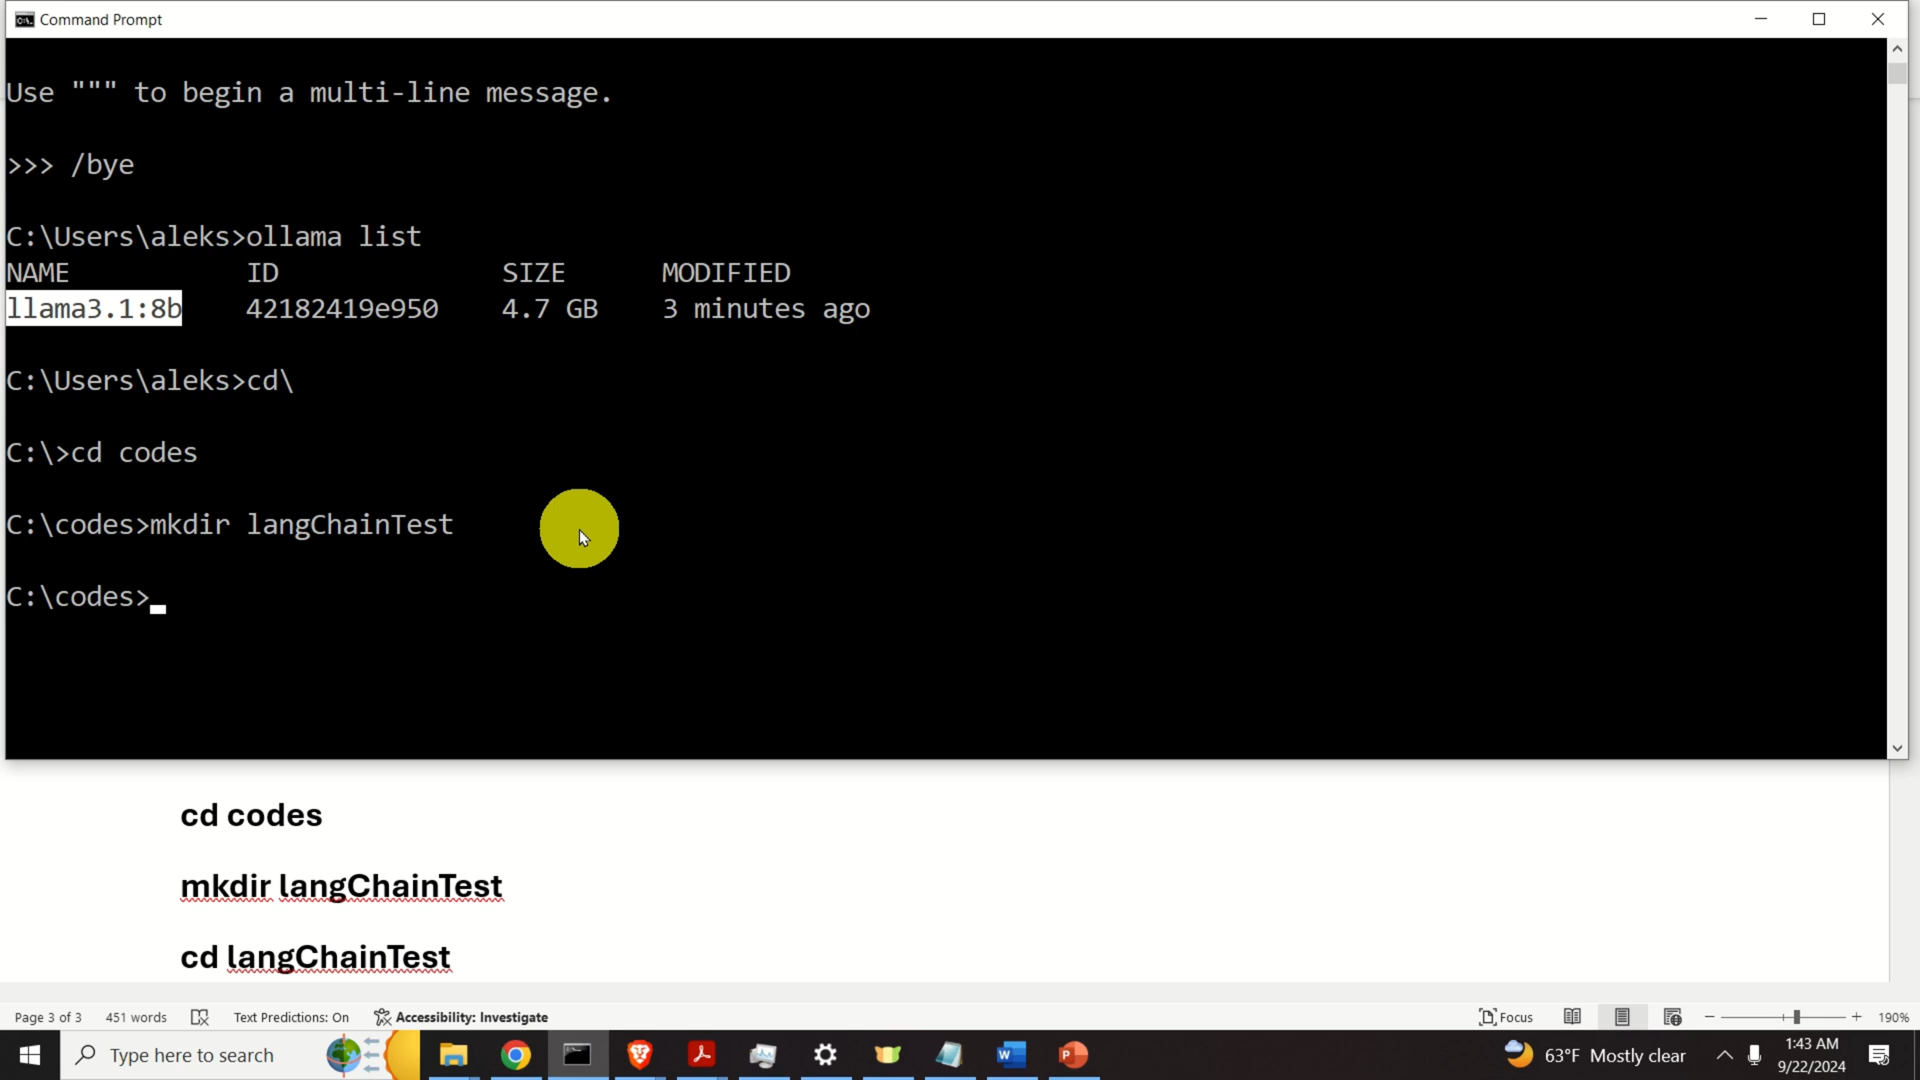 Command Prompt
Use """ to begin a multi-line message.
>>> /bye
C:\Users\aleks>ollama list
NAME ID SIZE MODIFIED
llama3.1:8b 42182419e950 4.7 GB 3 minutes ago
C:\Users\aleks>cd\
C:\>cd codes
C:\codes>mkdir langChainTest
C:\codes>
cd codes
mkdir langChainTest
cd langChainTest
Page 3 of 3 451 words Text Predictions: On Accessibility: Investigate Focus 190%
Type here to search 63°F Mostly clear 1:43 AM
9/22/2024